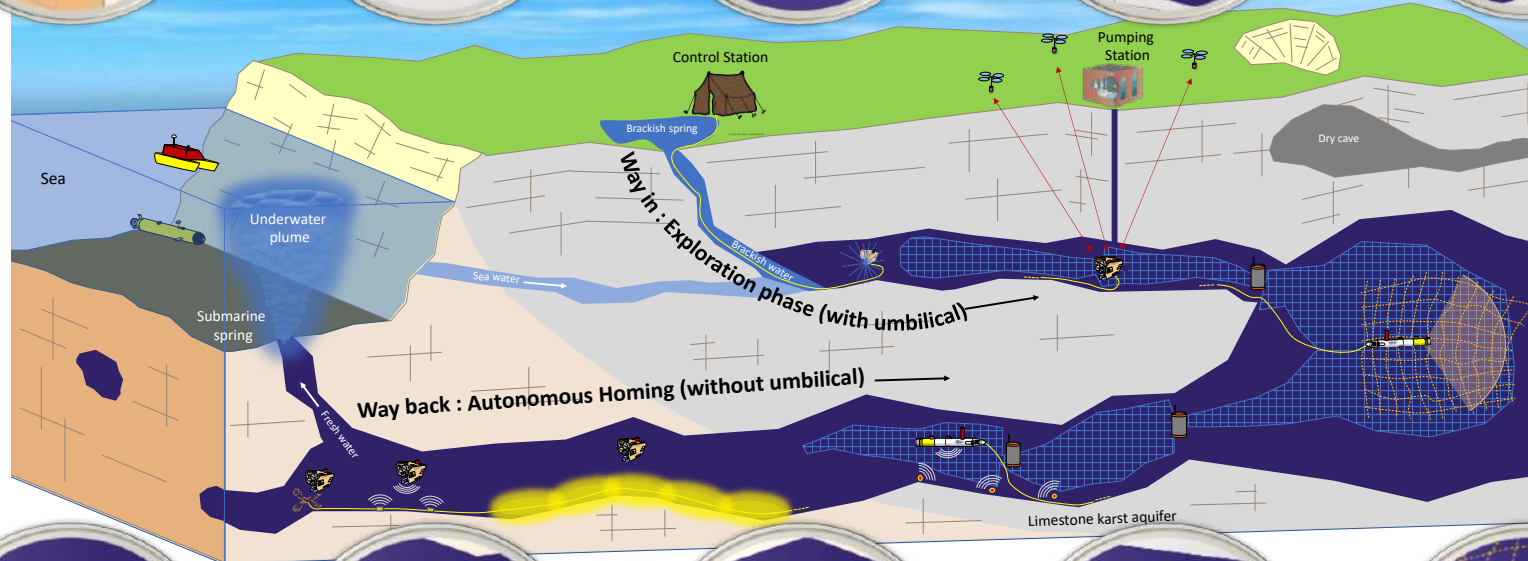 Pumping
Station
Control Station
Brackish spring
Dry cave
Sea
Underwater
plume
Way in : Exploration phase (with umbilical)
Brackish water
Sea water
Submarine
spring
Way back : Autonomous Homing (without umbilical)
Fresh water
Limestone karst aquifer